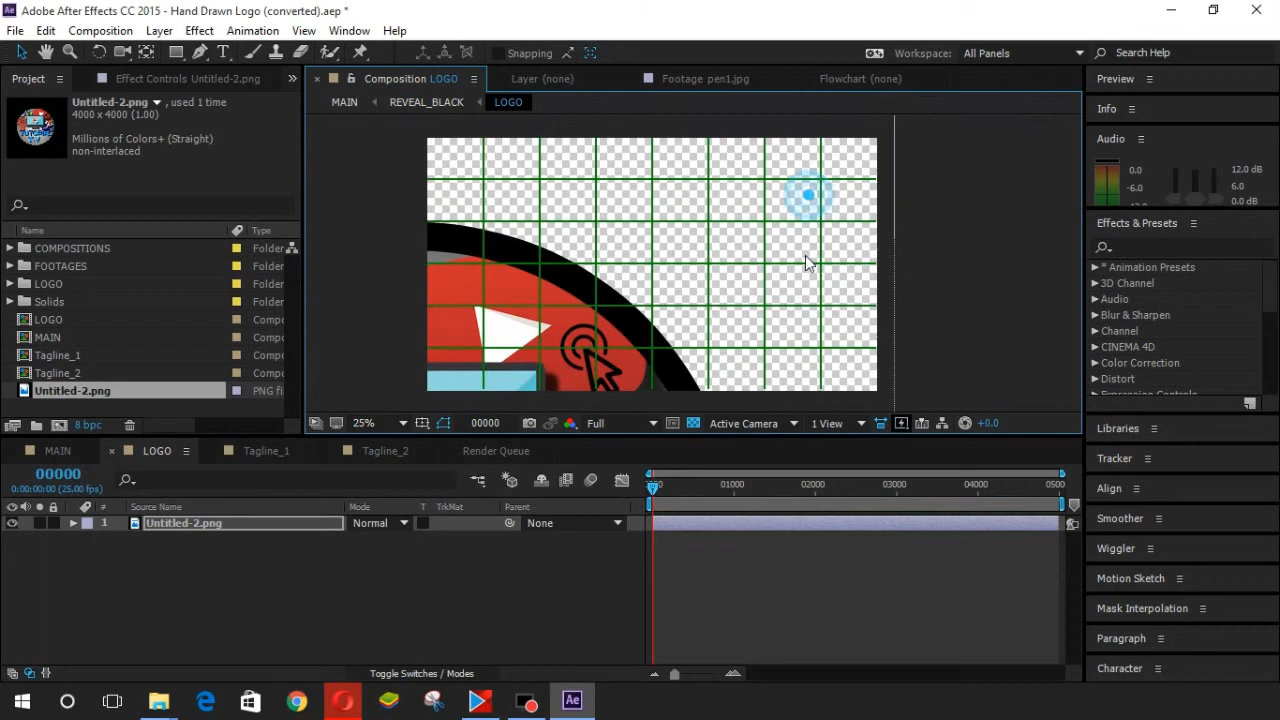 Ae Adobe After Effects CC 2015 - Hand Drawn Logo (converted).aep *
File Edit Composition Layer Effect Animation View Window Help
Snapping Workspace: All Panels Search Help
Project Effect Controls Untitled-2.png Composition LOGO Layer (none) Footage pen1.jpg Flowchart (none) Preview
MAIN REVEAL_BLACK LOGO
Untitled-2.png , used 1 time
4000 x 4000 (1.00)
Millions of Colors+ (Straight)
non-interlaced
Info
Audio
0.0 12.0 dB
-6.0 6.0
0.0 dB
Effects & Presets
Name Type
COMPOSITIONS Folder
FOOTAGES Folder
LOGO Folder
Solids Folder
LOGO Compo
MAIN Compo
Tagline_1 Compo
Tagline_2 Compo
Untitled-2.png PNG fi
* Animation Presets
3D Channel
Audio
Blur & Sharpen
Channel
CINEMA 4D
Color Correction
Distort
8 bpc
25% 00000 Full Active Camera 1 View +0.0
Libraries
Tracker
Align
Smoother
Wiggler
Motion Sketch
Mask Interpolation
Paragraph
Character
MAIN LOGO Tagline_1 Tagline_2 Render Queue
00000
0:00:00:00 (25.00 fps)
01000 02000 03000 04000 0500
# Source Name Mode T TrkMat Parent
1 Untitled-2.png Normal None
Toggle Switches / Modes
Ae